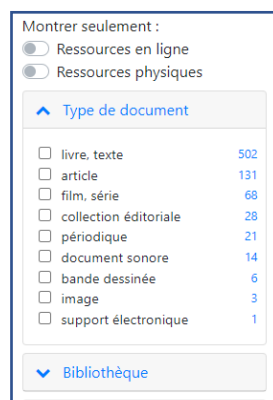 Montrer seulement :
Ressources en ligne
Ressources physiques
Type de document
livre, texte 502
article 131
film, série 68
collection éditoriale 28
périodique 21
document sonore 14
bande dessinée 6
image 3
support électronique 1
Bibliothèque